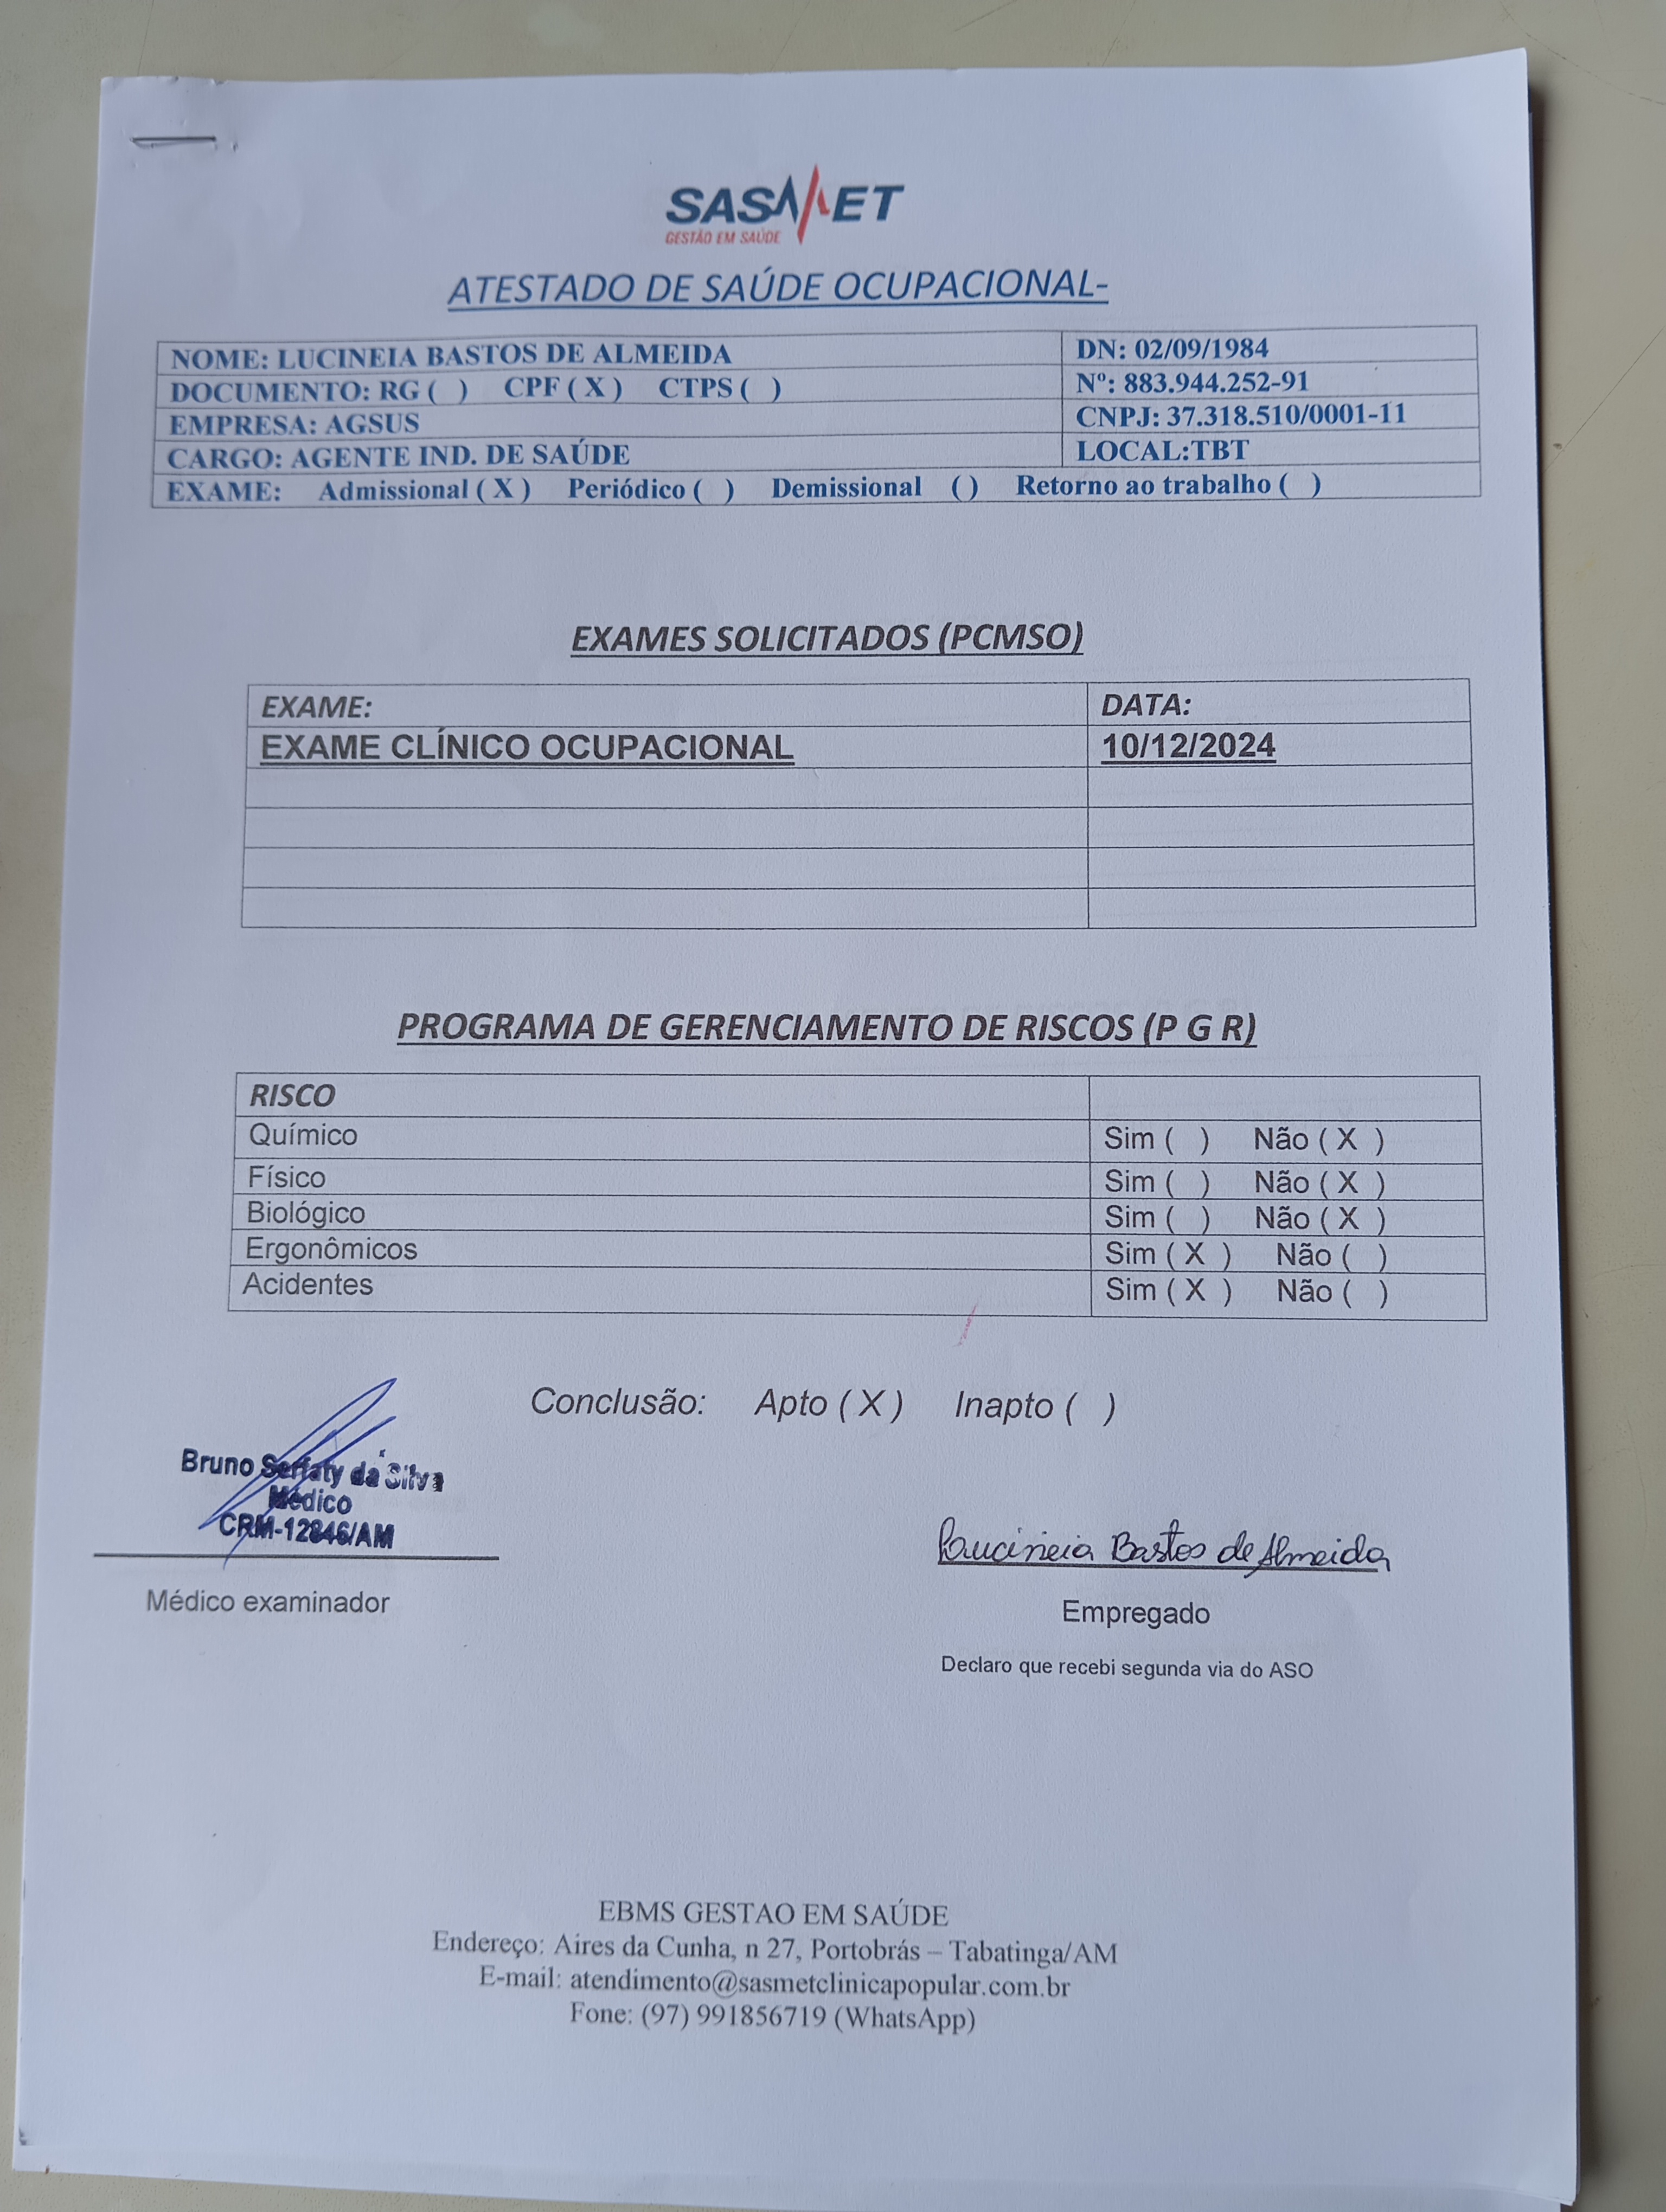 SASMET
GESTÃO EM SAÚDE
ATESTADO DE SAÚDE OCUPACIONAL-
NOME: LUCINEIA BASTOS DE ALMEIDA DN: 02/09/1984
DOCUMENTO: RG ( ) CPF ( X ) CTPS ( ) Nº: 883.944.252-91
EMPRESA: AGSUS CNPJ: 37.318.510/0001-11
CARGO: AGENTE IND. DE SAÚDE LOCAL:TBT
EXAME: Admissional ( X ) Periódico ( ) Demissional ( ) Retorno ao trabalho ( )
EXAMES SOLICITADOS (PCMSO)
EXAME: DATA:
EXAME CLÍNICO OCUPACIONAL 10/12/2024
PROGRAMA DE GERENCIAMENTO DE RISCOS (P G R)
RISCO
Químico Sim ( ) Não ( X )
Físico Sim ( ) Não ( X )
Biológico Sim ( ) Não ( X )
Ergonômicos Sim ( X ) Não ( )
Acidentes Sim ( X ) Não ( )
Conclusão: Apto ( X ) Inapto ( )
Bruno Serfaty da Silva
Médico
CRM-12846/AM
Médico examinador
Lucineia Bastos de Almeida
Empregado
Declaro que recebi segunda via do ASO
EBMS GESTAO EM SAÚDE
Endereço: Aires da Cunha, n 27, Portobrás – Tabatinga/AM
E-mail: atendimento@sasmetclinicapopular.com.br
Fone: (97) 991856719 (WhatsApp)